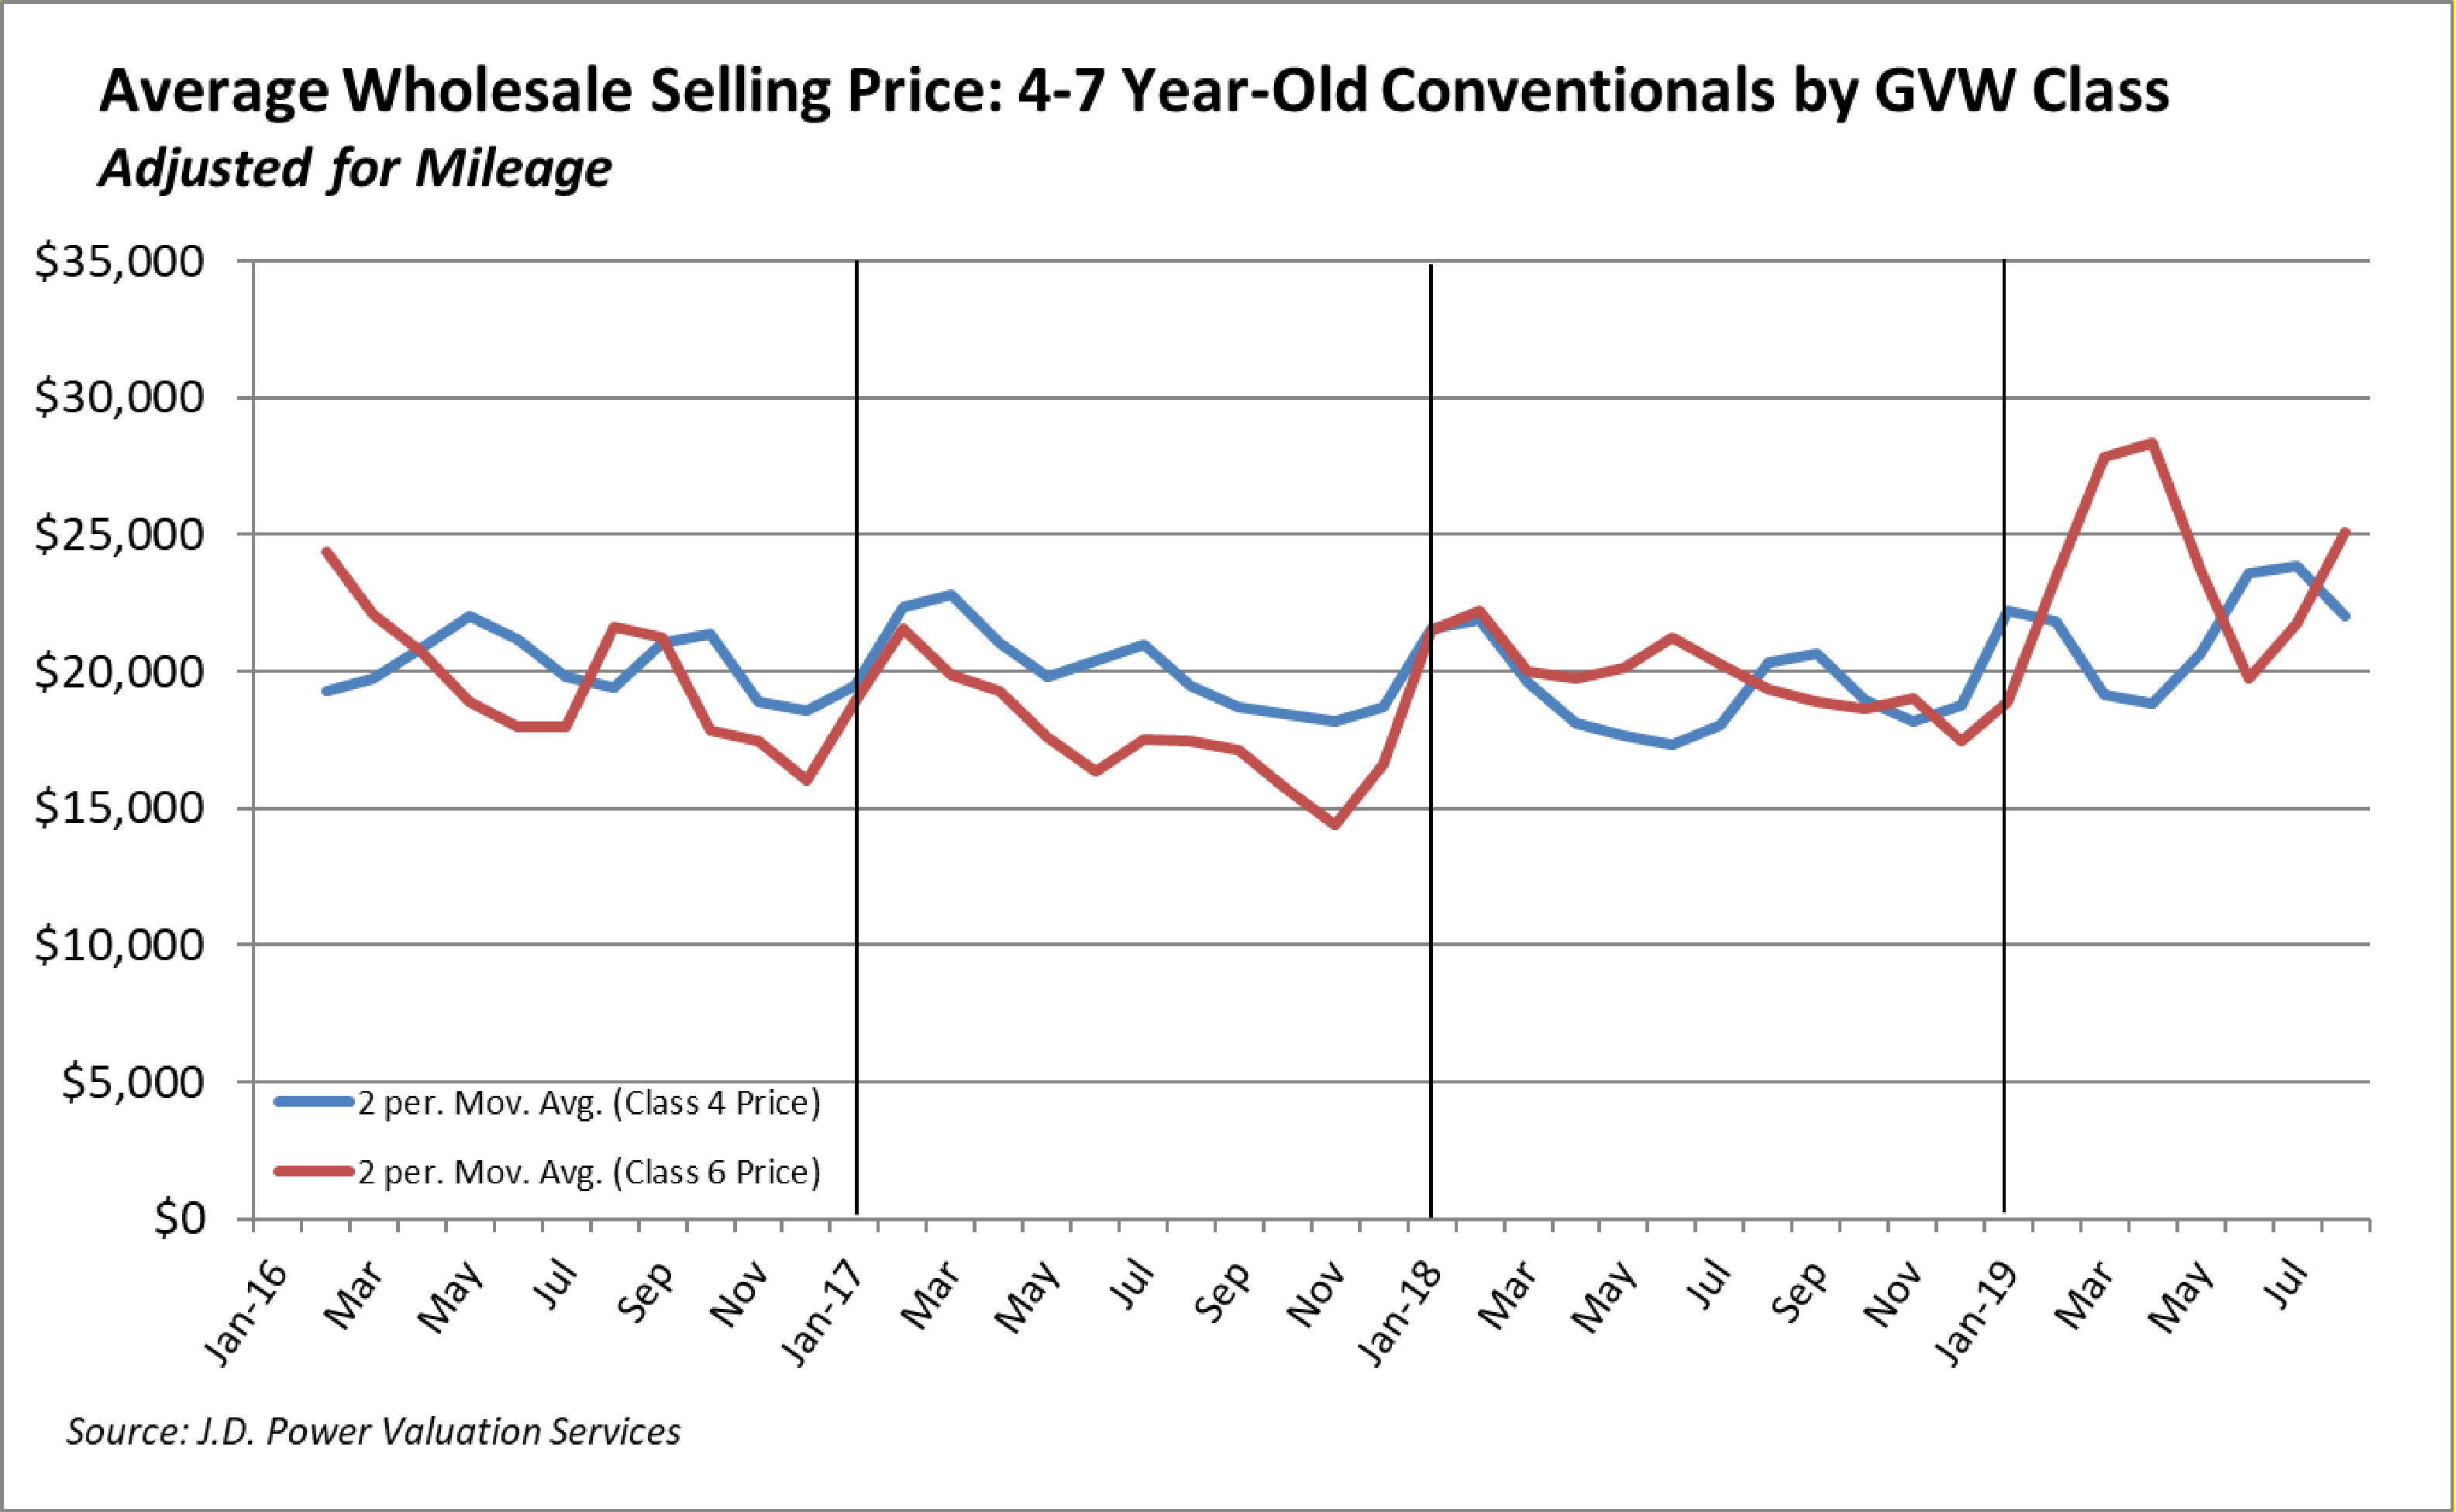 Average Wholesale Selling Price: 4-7 Year-Old Conventionals by GVW Class
Adjusted for Mileage
$35,000
$30,000
$25,000
$20,000
$15,000
$10,000
$5,000
$0
2 per. Mov. Avg. (Class 4 Price)
2 per. Mov. Avg. (Class 6 Price)
Jan-16 Mar May Jul Sep Nov Jan-17 Mar May Jul Sep Nov Jan-18 Mar May Jul Sep Nov Jan-19 Mar May Jul
Source: J.D. Power Valuation Services